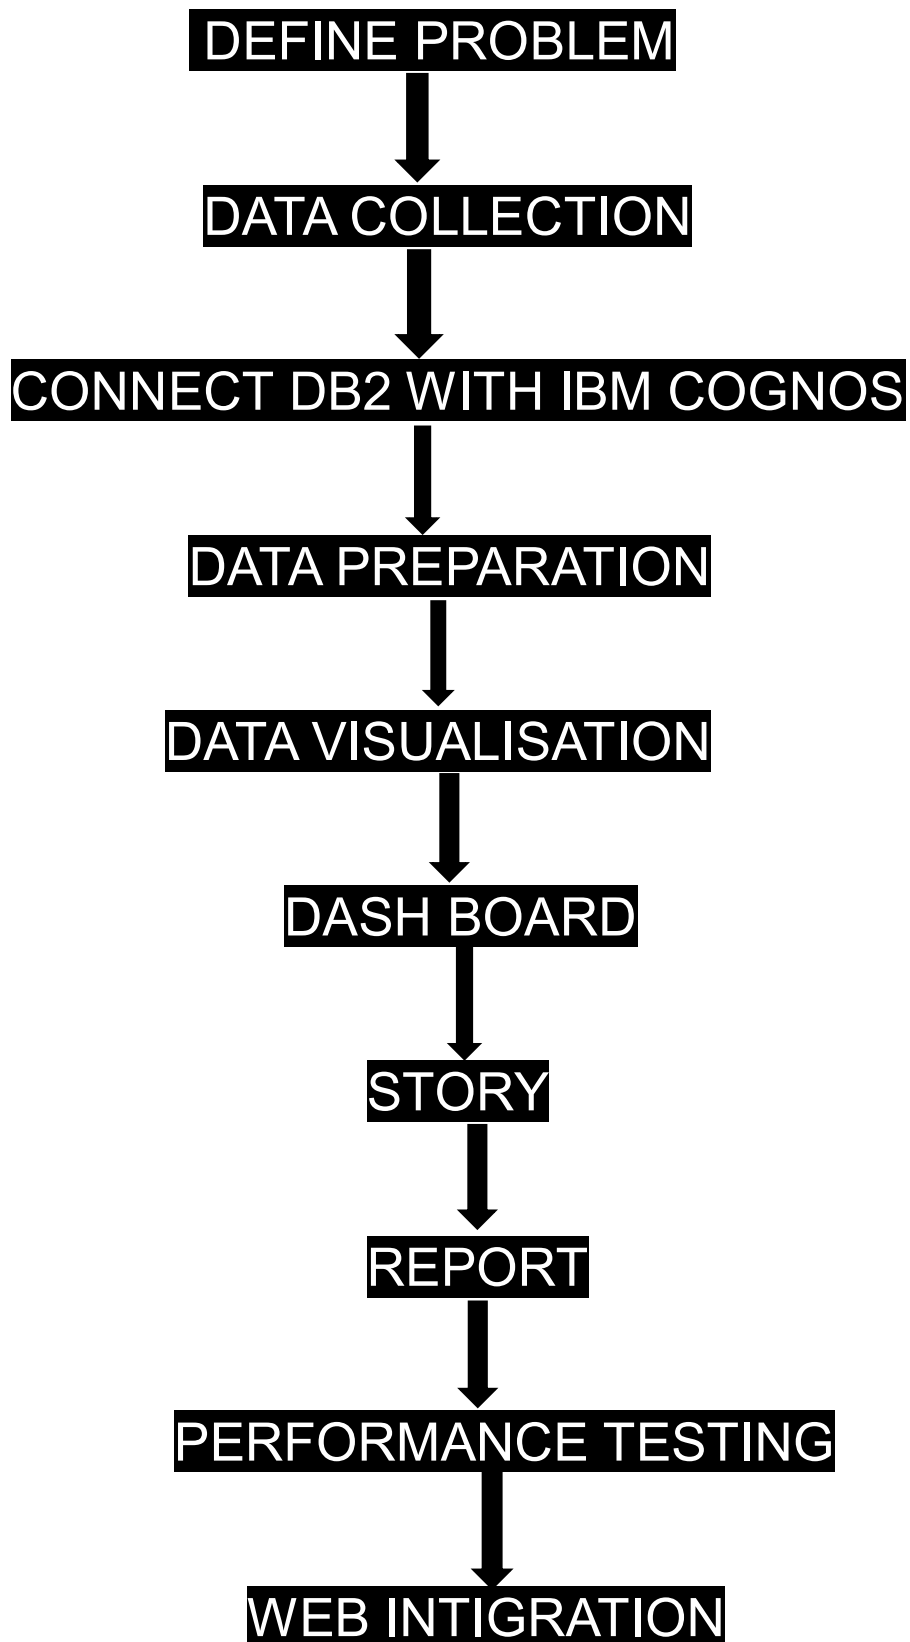 DEFINE PROBLEM
DATA COLLECTION
CONNECT DB2 WITH IBM COGNOS
DATA PREPARATION
DATA VISUALISATION
DASH BOARD
STORY
REPORT
PERFORMANCE TESTING
WEB INTIGRATION